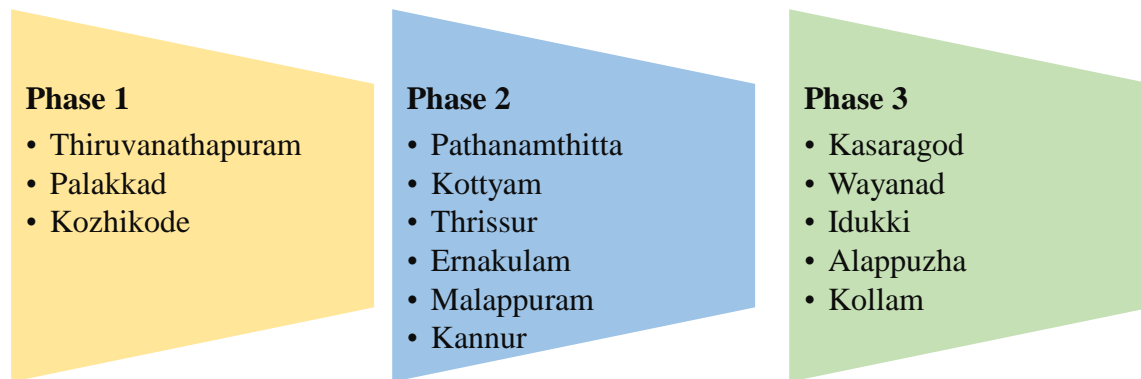 Phase 1
• Thiruvanathapuram
• Palakkad
• Kozhikode
Phase 2
• Pathanamthitta
• Kottyam
• Thrissur
• Ernakulam
• Malappuram
• Kannur
Phase 3
• Kasaragod
• Wayanad
• Idukki
• Alappuzha
• Kollam